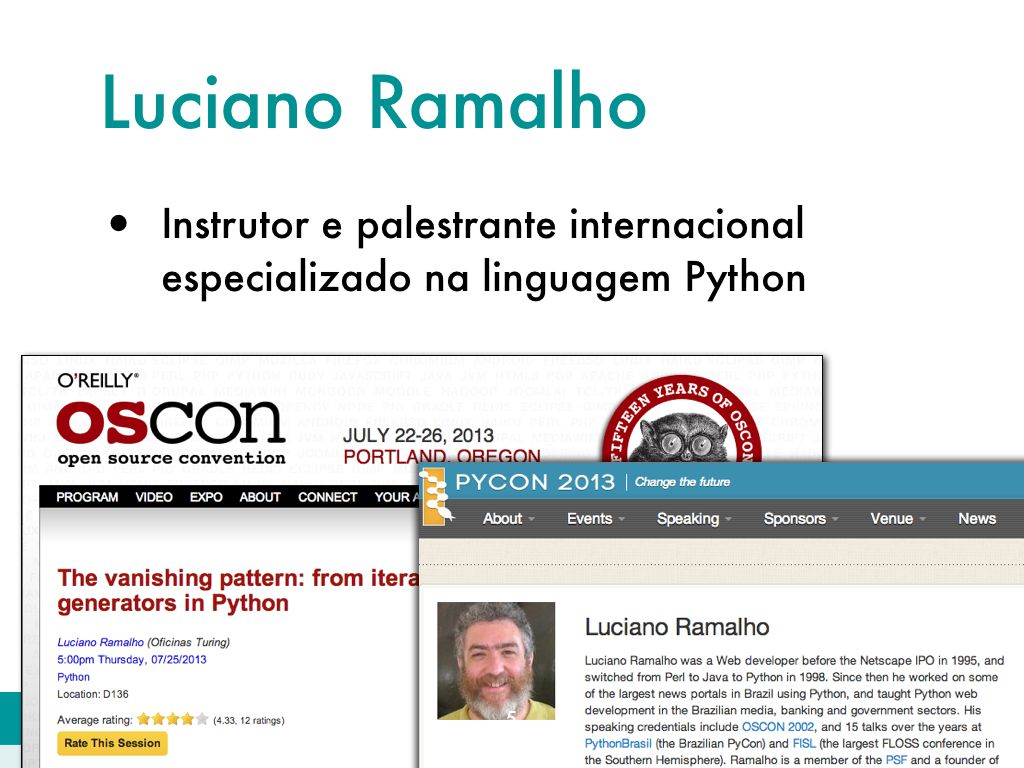 Luciano Ramalho
• Instrutor e palestrante internacional
especializado na linguagem Python
O'REILLY®
oscon
open source convention
JULY 22-26, 2013
PORTLAND, OREGON
FIFTEEN YEARS OF OSCON
PROGRAM VIDEO EXPO ABOUT CONNECT YOUR A
The vanishing pattern: from itera
generators in Python
Luciano Ramalho (Oficinas Turing)
5:00pm Thursday, 07/25/2013
Python
Location: D136
Average rating: (4.33, 12 ratings)
Rate This Session
PYCON 2013 | Change the future
About Events Speaking Sponsors Venue News
5
Luciano Ramalho
Luciano Ramalho was a Web developer before the Netscape IPO in 1995, and
switched from Perl to Java to Python in 1998. Since then he worked on some
of the largest news portals in Brazil using Python, and taught Python web
development in the Brazilian media, banking and government sectors. His
speaking credentials include OSCON 2002, and 15 talks over the years at
PythonBrasil (the Brazilian PyCon) and FISL (the largest FLOSS conference in
the Southern Hemisphere). Ramalho is a member of the PSF and a founder of